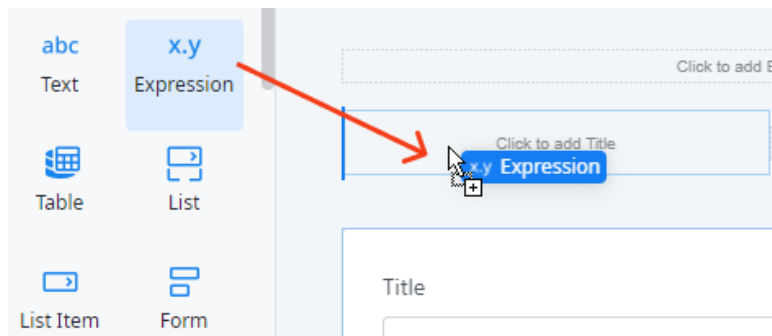 abc
x.y
Text
Expression
Table
List
List Item
Form
Click to add
Click to add Title
x.y Expression
Title